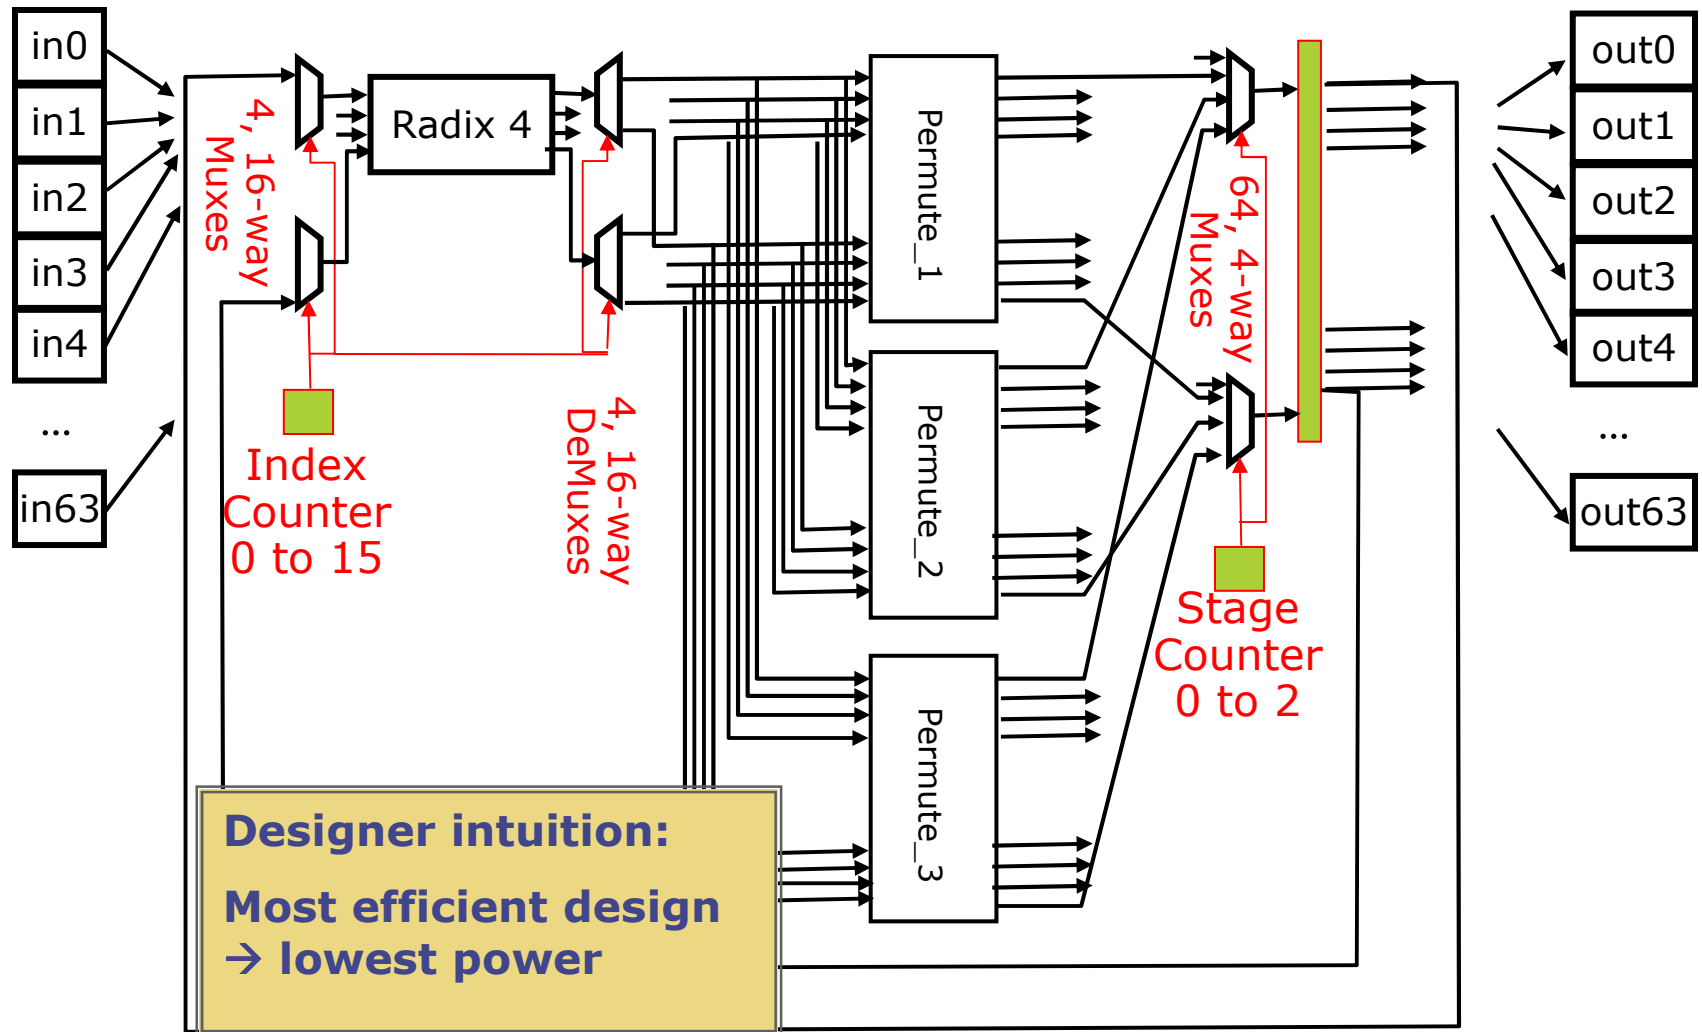 in0
in1
in2
in3
in4
...
in63
4, 16-way
Muxes
Radix 4
Index
Counter
0 to 15
4, 16-way
DeMuxes
Permute_1
Permute_2
Permute_3
64, 4-way
Muxes
Stage
Counter
0 to 2
out0
out1
out2
out3
out4
...
out63
Designer intuition:
Most efficient design
→ lowest power